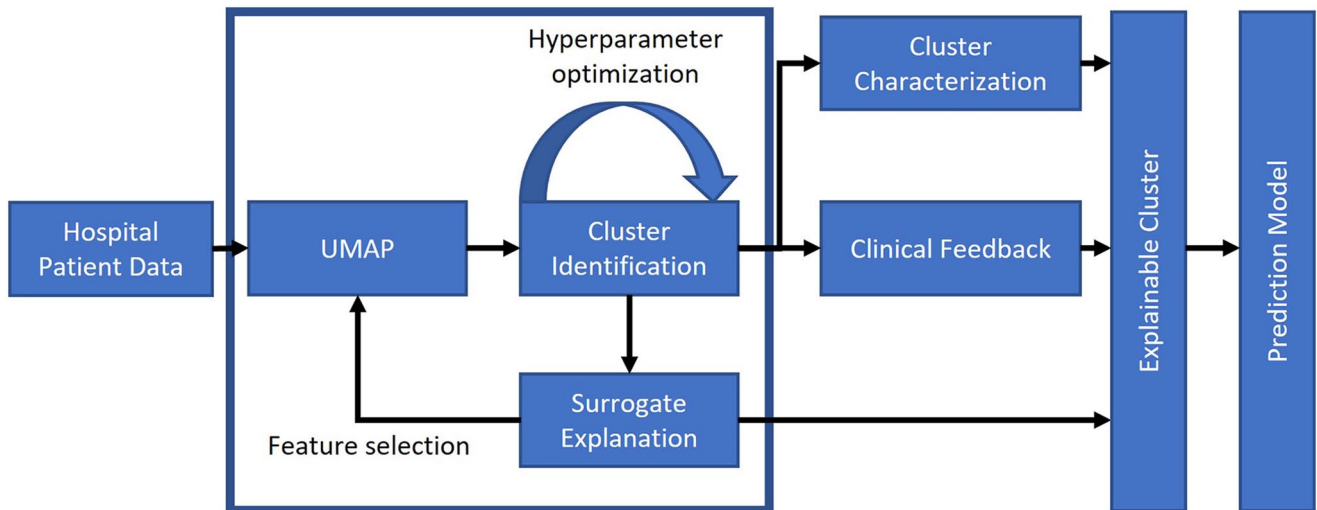 Hyperparameter
optimization
Cluster
Characterization
Hospital
Patient Data
UMAP
Cluster
Identification
Clinical Feedback
Explainable Cluster
Prediction Model
Surrogate
Explanation
Feature selection